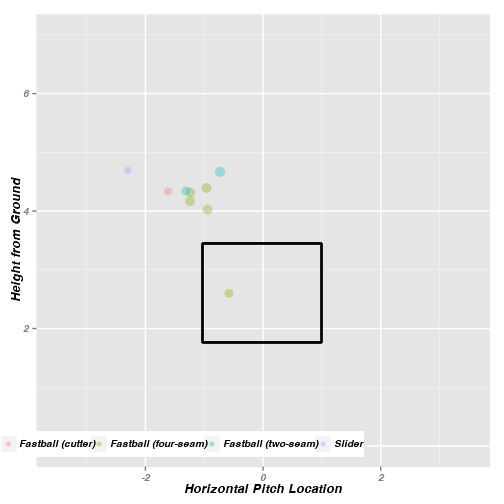 6
4
2
Height from Ground
Fastball (cutter) Fastball (four-seam) Fastball (two-seam) Slider
-2 0 2
Horizontal Pitch Location